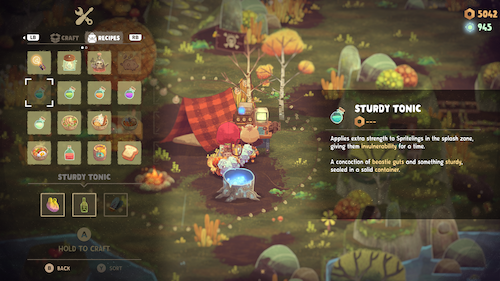 5042
945
LB CRAFT RECIPES RB
STURDY TONIC
---
Applies extra strength to Spritelings in the splash zone,
giving them invulnerability for a time.
A concoction of beastie guts and something sturdy,
sealed in a solid container.
STURDY TONIC
A
HOLD TO CRAFT
B BACK
Y SORT